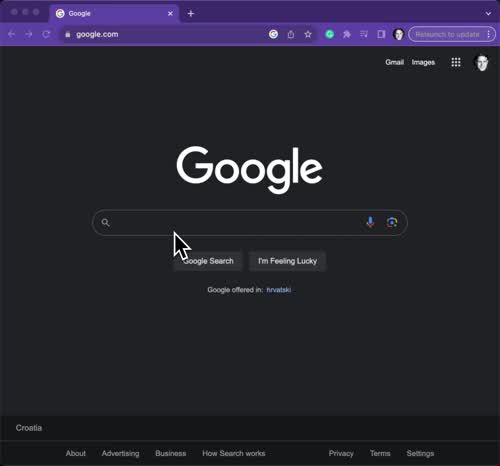 Google
google.com
Relaunch to update
Gmail Images
Google
Google Search I'm Feeling Lucky
Google offered in: hrvatski
Croatia
About Advertising Business How Search works Privacy Terms Settings